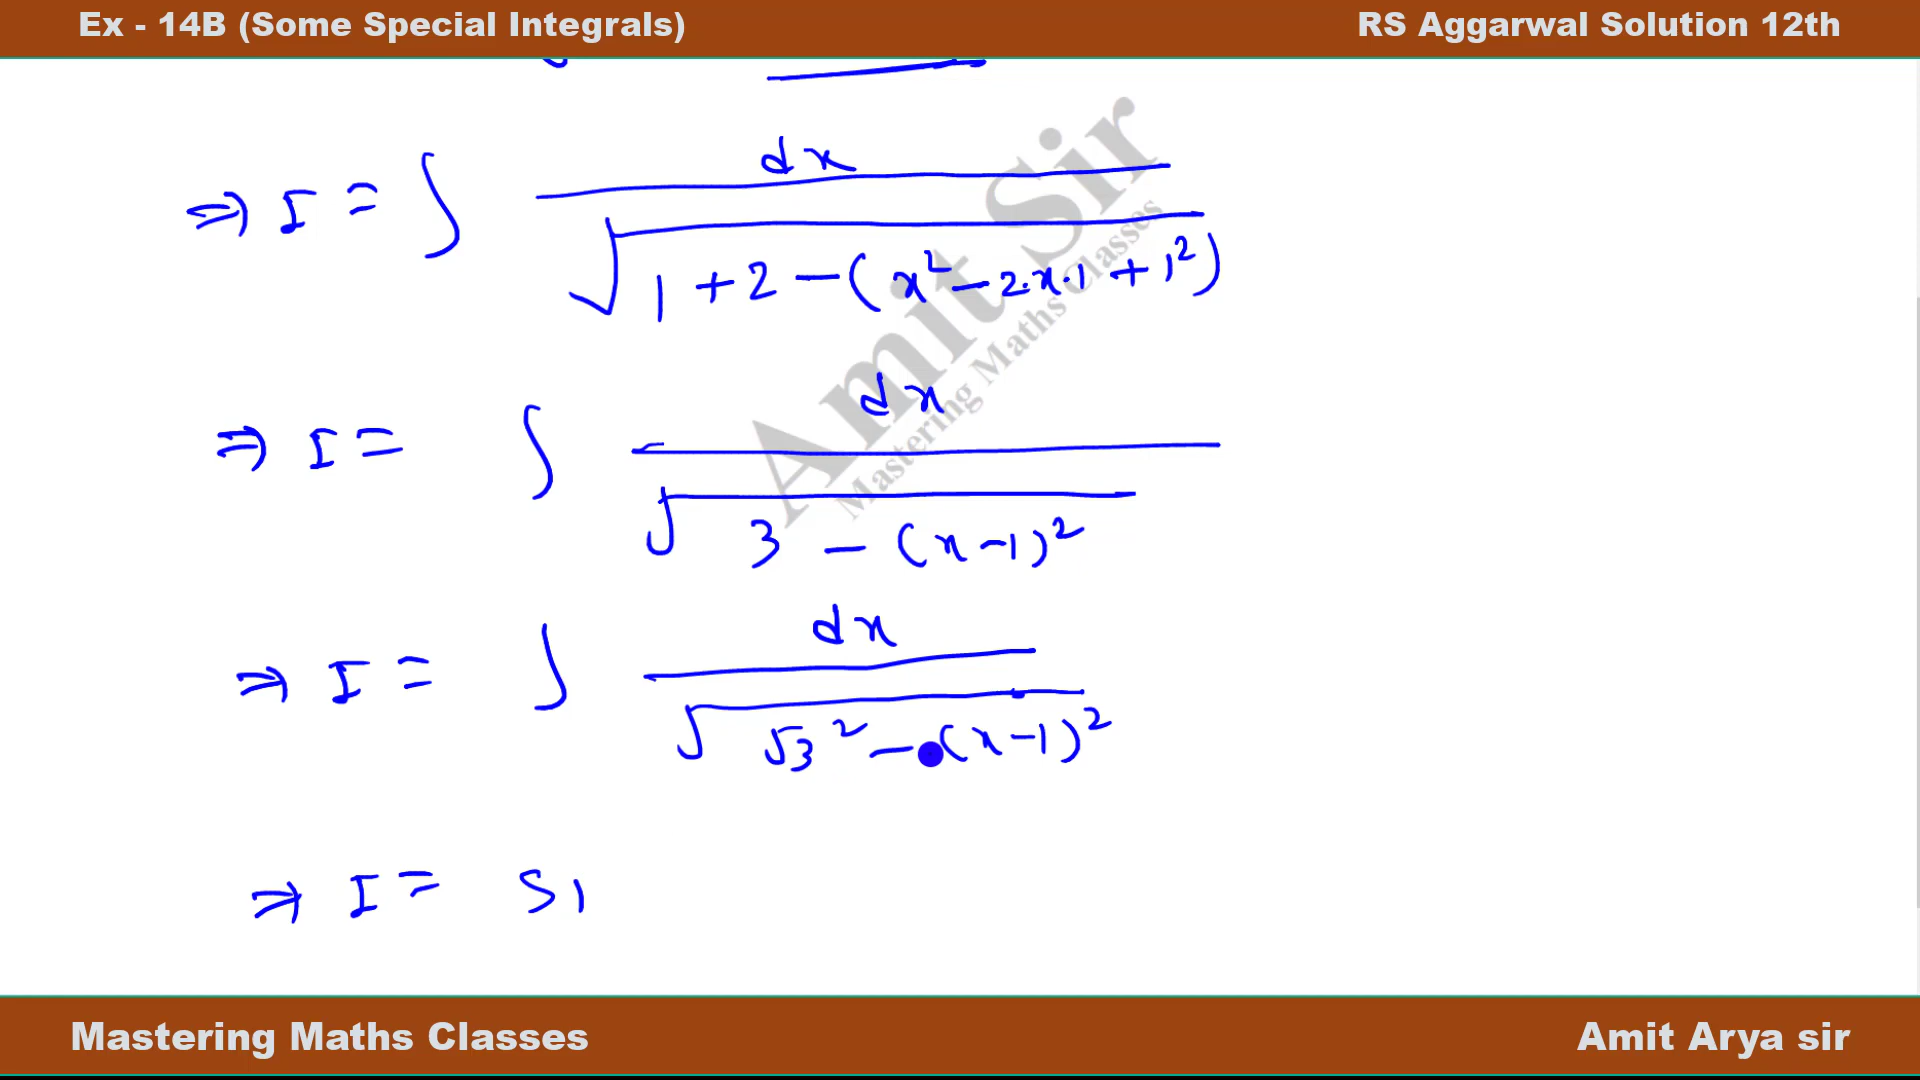 Ex - 14B (Some Special Integrals)
RS Aggarwal Solution 12th
⇒ I = ∫ dx / √(1 + 2 - (x² - 2·x·1 + 1²))
⇒ I = ∫ dx / √(3 - (x-1)²)
⇒ I = ∫ dx / √(√3² - (x-1)²)
⇒ I = Si
Amit Sir
Mastering Maths Classes
Mastering Maths Classes
Amit Arya sir